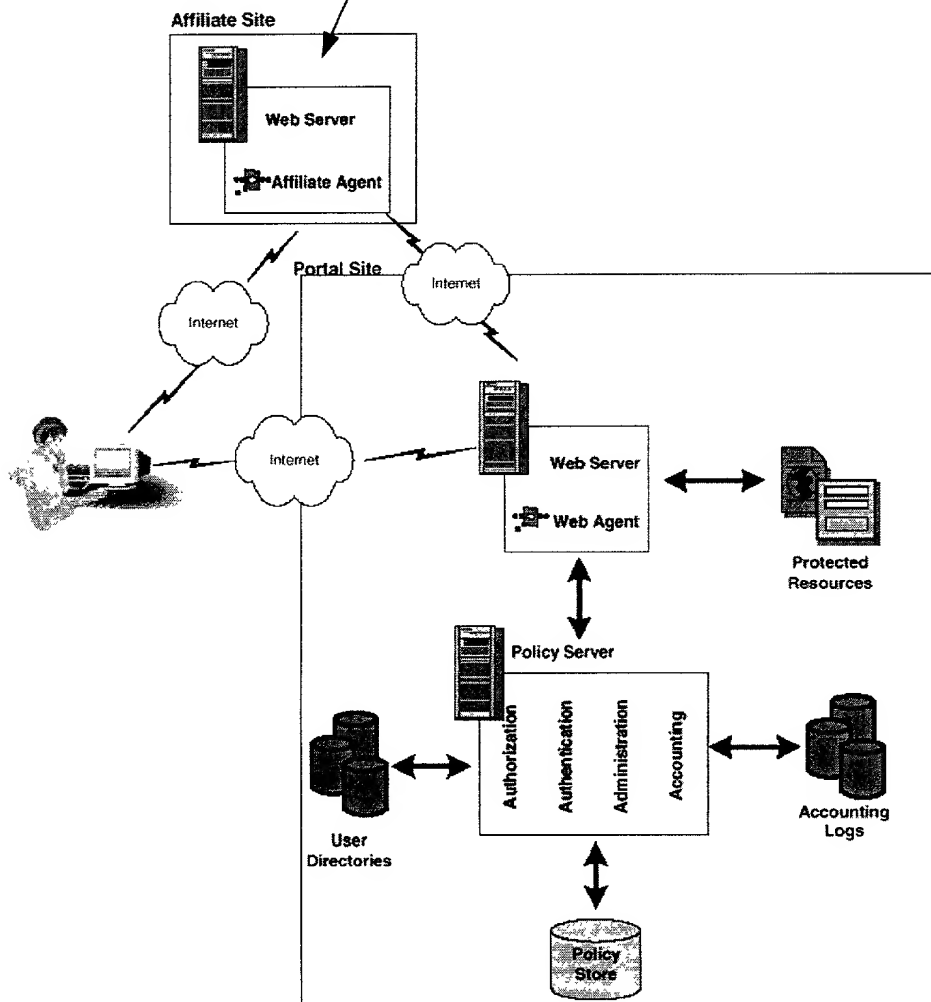 Affiliate Site
Web Server
Affiliate Agent
Portal Site
Internet
Internet
Internet
Web Server
Web Agent
Protected
Resources
Policy Server
Authorization
Authentication
Administration
Accounting
User
Directories
Accounting
Logs
Policy
Store